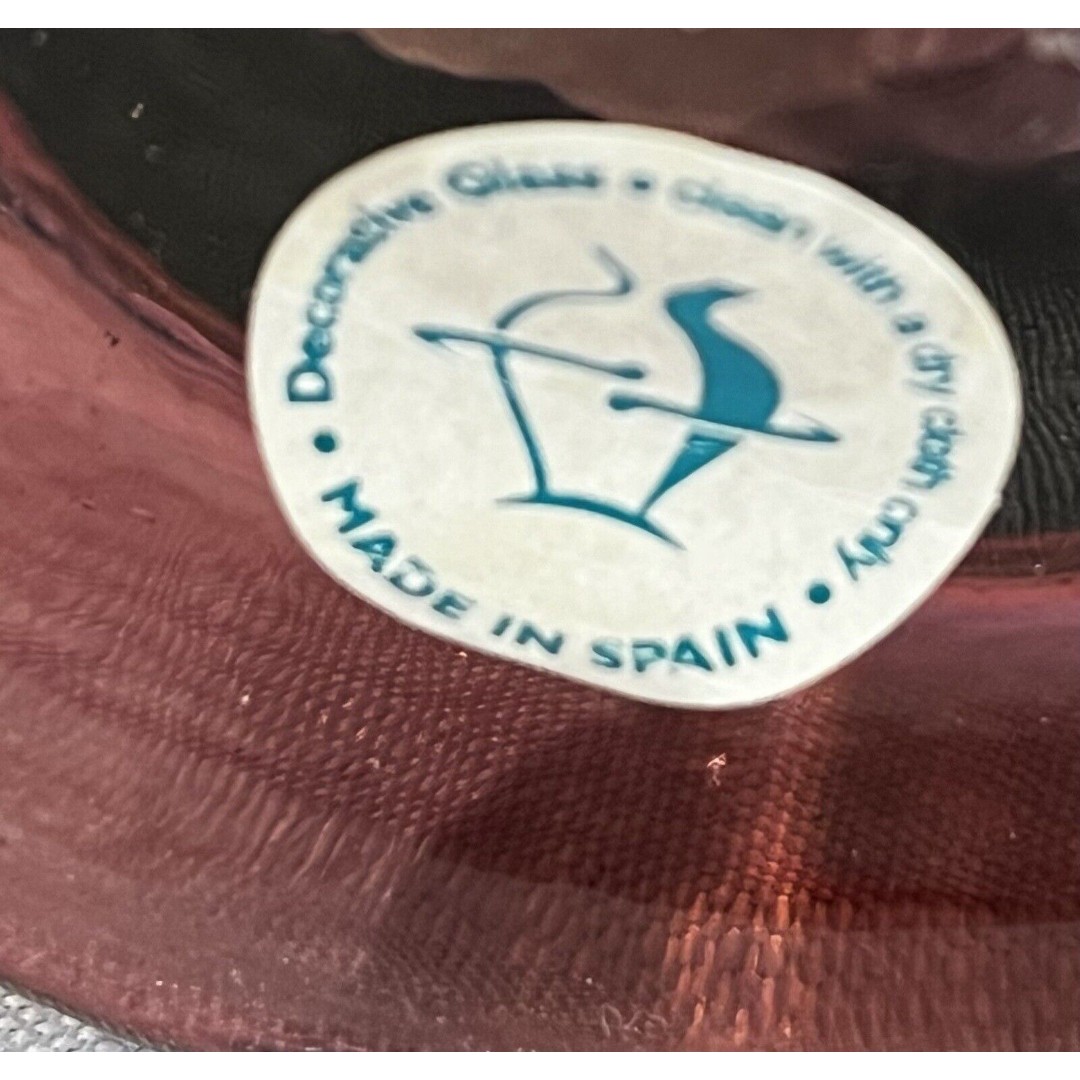 • Decorative Glass • Clean with a dry cloth only •
MADE IN SPAIN